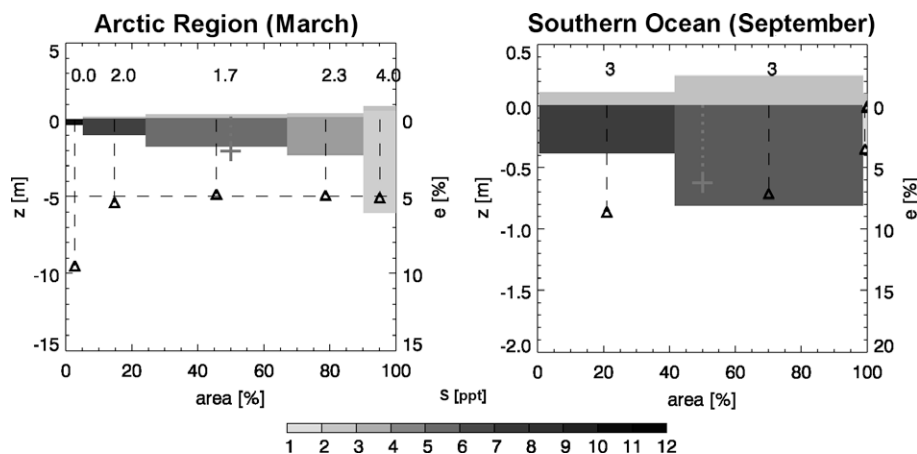 Arctic Region (March)
Southern Ocean (September)
5
0
-5
-10
-15
z [m]
0.0 2.0 1.7 2.3 4.0
0
5
10
15
e [%]
0 20 40 60 80 100
area [%]
0.5
0.0
-0.5
-1.0
-1.5
-2.0
z [m]
3 3
0
5
10
15
20
e [%]
0 20 40 60 80 100
area [%]
S [ppt]
1 2 3 4 5 6 7 8 9 10 11 12